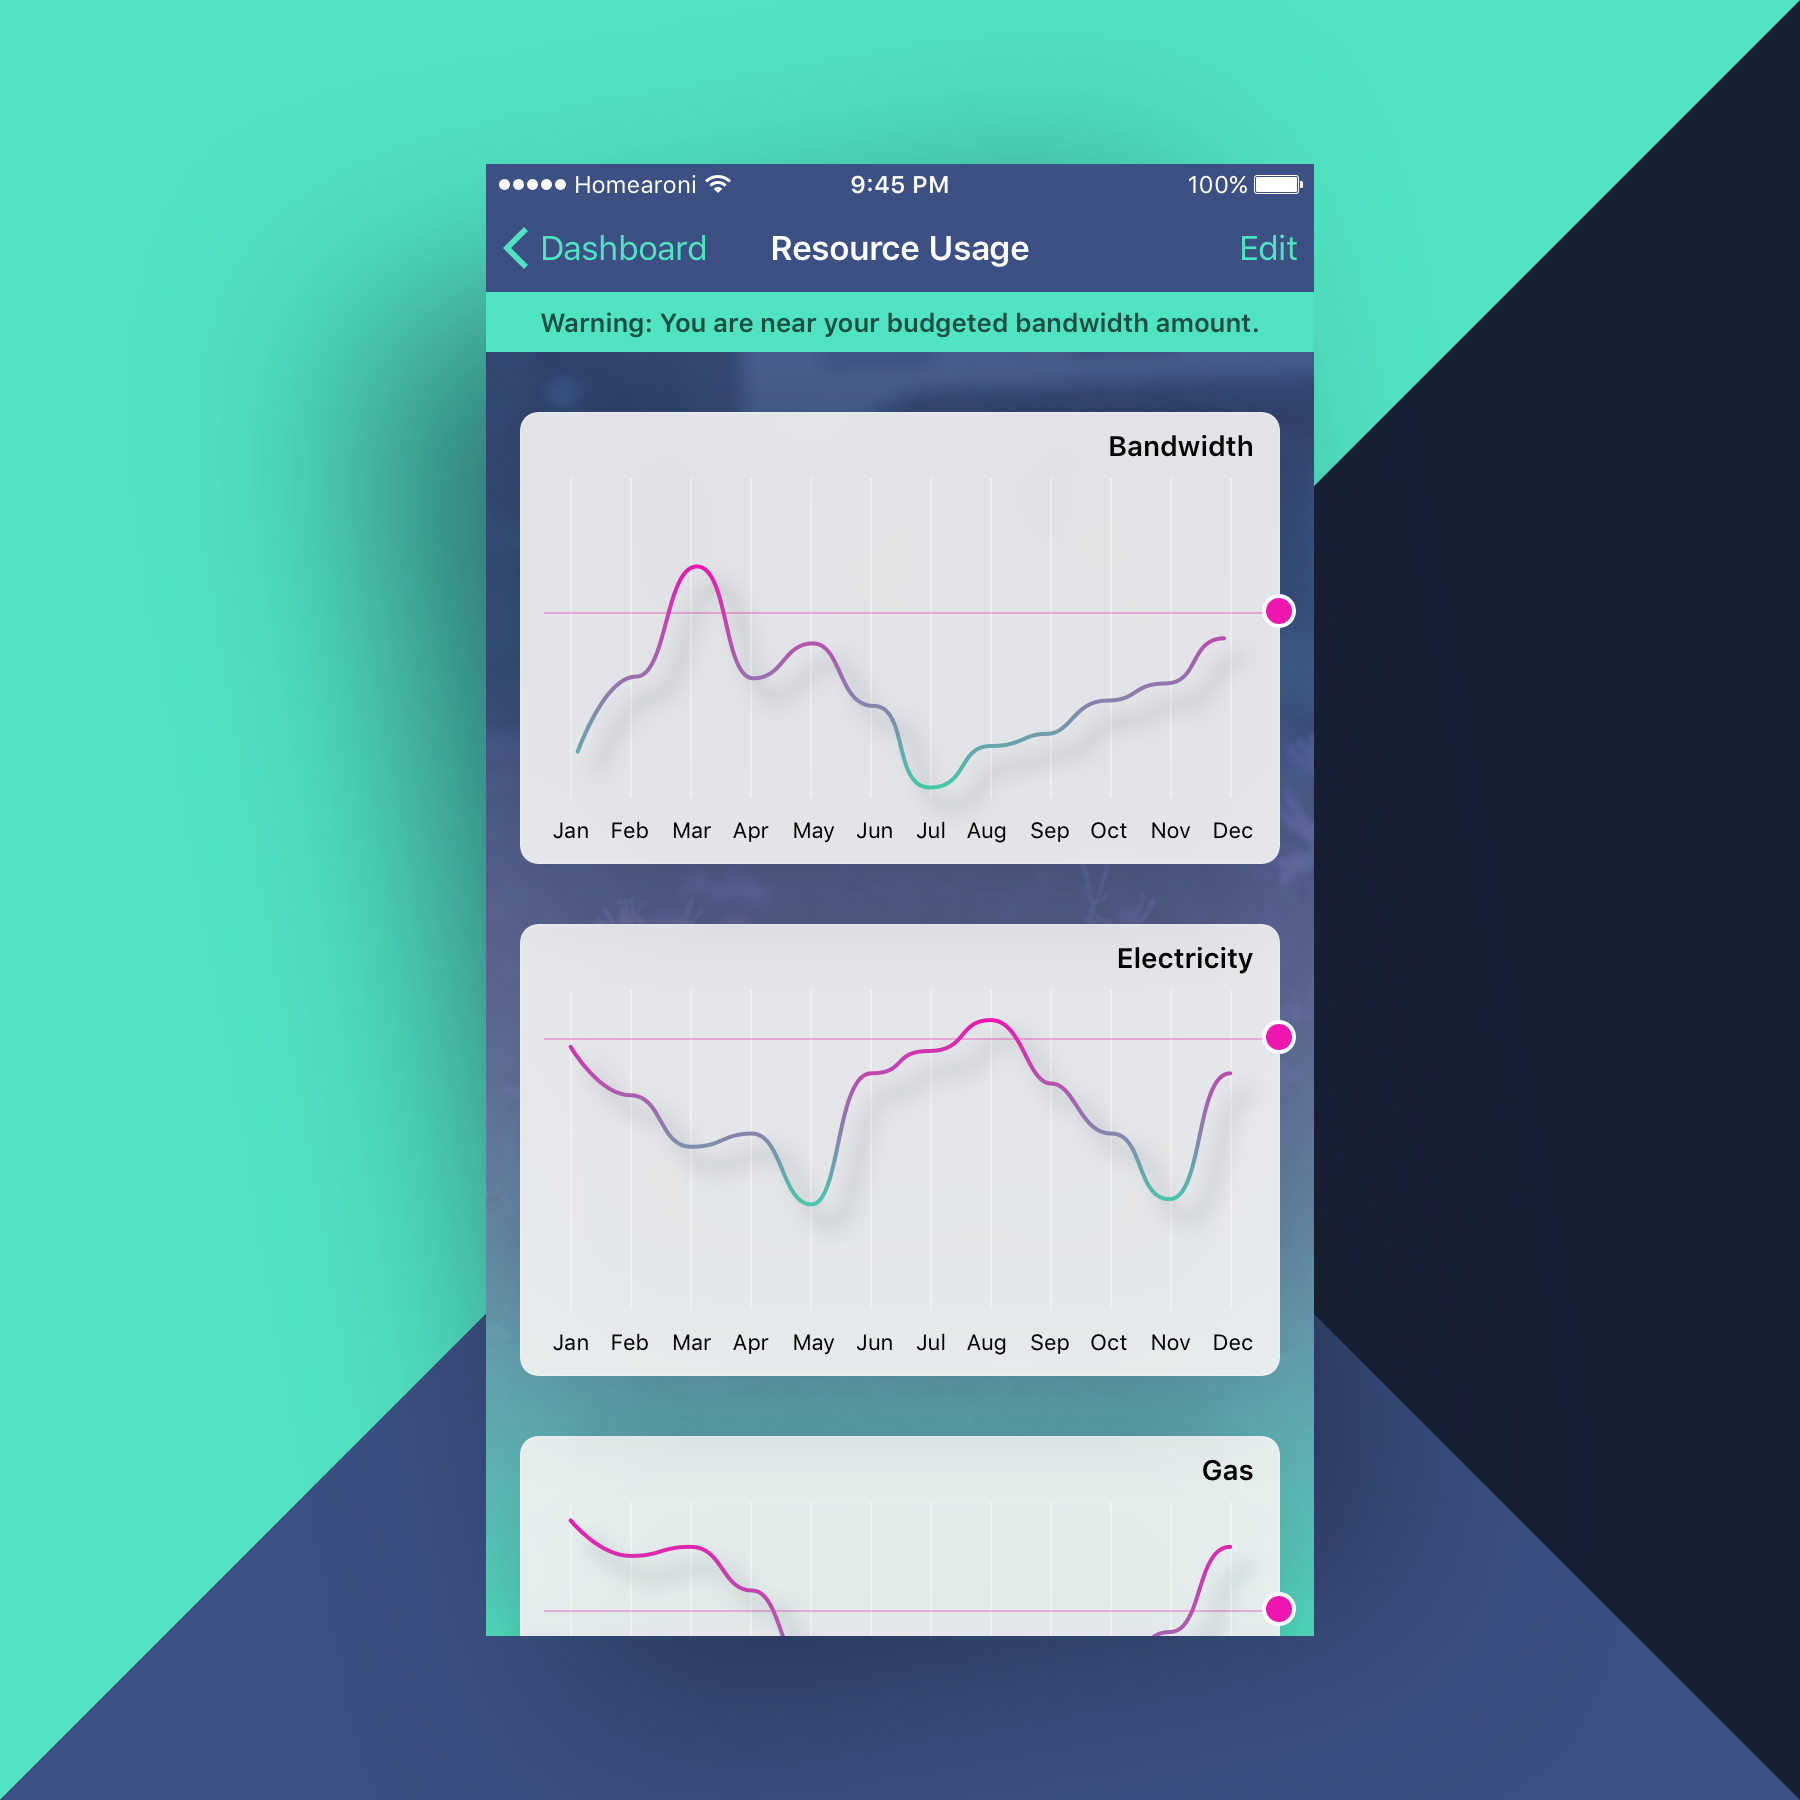 Homearoni 9:45 PM 100%
Dashboard Resource Usage Edit
Warning: You are near your budgeted bandwidth amount.
Bandwidth
Jan Feb Mar Apr May Jun Jul Aug Sep Oct Nov Dec
Electricity
Jan Feb Mar Apr May Jun Jul Aug Sep Oct Nov Dec
Gas